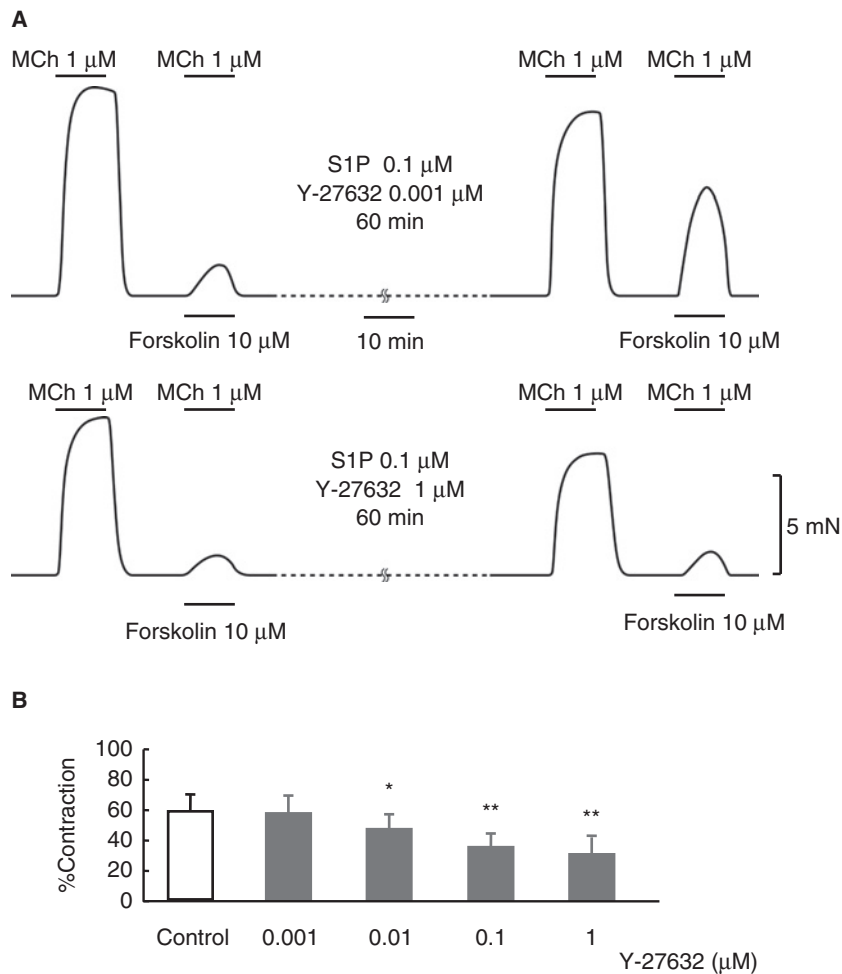 A
MCh 1 μM MCh 1 μM MCh 1 μM MCh 1 μM
S1P 0.1 μM
Y-27632 0.001 μM
60 min
Forskolin 10 μM 10 min Forskolin 10 μM
MCh 1 μM MCh 1 μM MCh 1 μM MCh 1 μM
S1P 0.1 μM
Y-27632 1 μM
60 min
5 mN
Forskolin 10 μM Forskolin 10 μM
B
%Contraction
100
80
60
40
20
0
* ** **
Control 0.001 0.01 0.1 1
Y-27632 (μM)